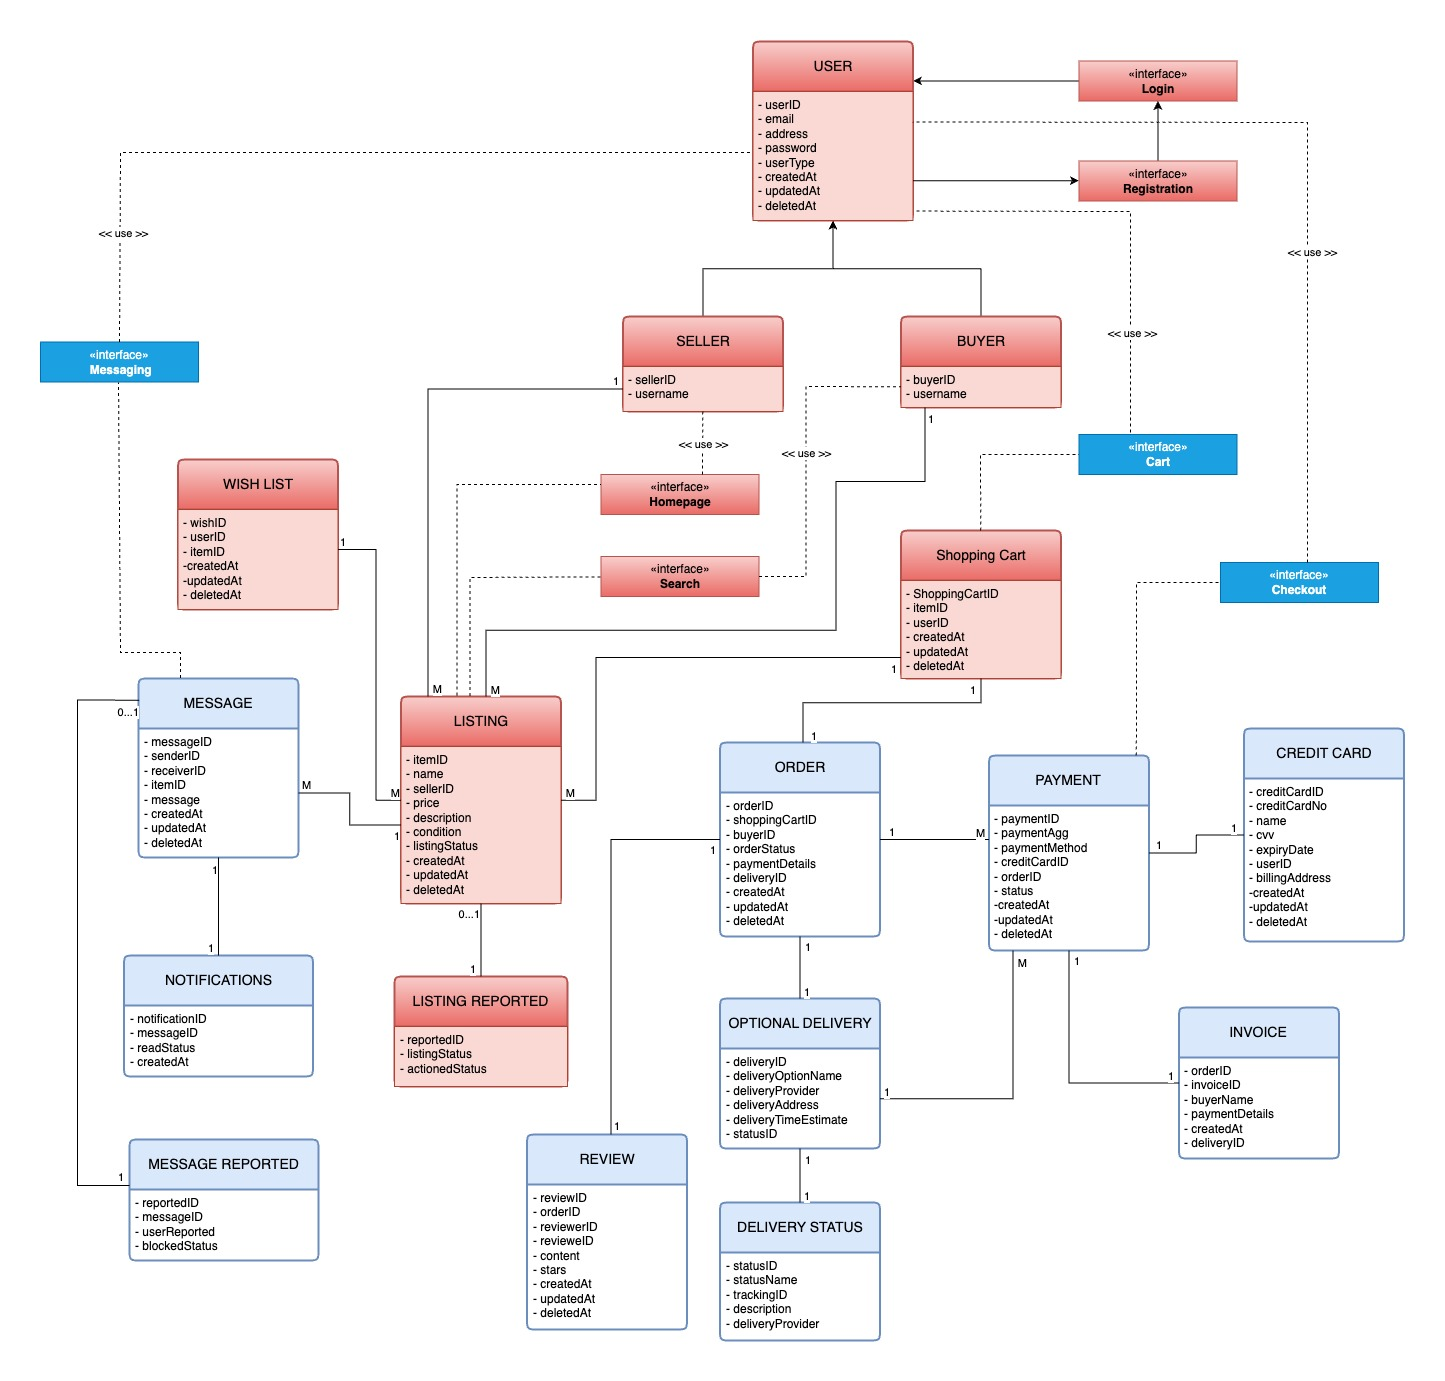 USER
- userID
- email
- address
- password
- userType
- createdAt
- updatedAt
- deletedAt
«interface»
Login
«interface»
Registration
<< use >>
<< use >>
<< use >>
«interface»
Messaging
SELLER
- sellerID
- username
1
BUYER
- buyerID
- username
1
<< use >>
<< use >>
«interface»
Cart
«interface»
Homepage
«interface»
Search
«interface»
Checkout
WISH LIST
- wishID
- userID
- itemID
-createdAt
-updatedAt
- deletedAt
1
Shopping Cart
- ShoppingCartID
- itemID
- userID
- createdAt
- updatedAt
- deletedAt
1
1
MESSAGE
- messageID
- senderID
- receiverID
- itemID
- message
- createdAt
- updatedAt
- deletedAt
0...1
M
1
M
M
LISTING
- itemID
- name
- sellerID
- price
- description
- condition
- listingStatus
- createdAt
- updatedAt
- deletedAt
M
1
M
0...1
1
ORDER
- orderID
- shoppingCartID
- buyerID
- orderStatus
- paymentDetails
- deliveryID
- createdAt
- updatedAt
- deletedAt
1
1
1
M
PAYMENT
- paymentID
- paymentAgg
- paymentMethod
- creditCardID
- orderID
- status
-createdAt
-updatedAt
- deletedAt
1
1
M
1
CREDIT CARD
- creditCardID
- creditCardNo
- name
- cvv
- expiryDate
- userID
- billingAddress
-createdAt
-updatedAt
- deletedAt
1
NOTIFICATIONS
- notificationID
- messageID
- readStatus
- createdAt
1
LISTING REPORTED
- reportedID
- listingStatus
- actionedStatus
1
1
OPTIONAL DELIVERY
- deliveryID
- deliveryOptionName
- deliveryProvider
- deliveryAddress
- deliveryTimeEstimate
- statusID
1
1
INVOICE
- orderID
- invoiceID
- buyerName
- paymentDetails
- createdAt
- deliveryID
1
MESSAGE REPORTED
- reportedID
- messageID
- userReported
- blockedStatus
1
1
REVIEW
- reviewID
- orderID
- reviewerID
- revieweID
- content
- stars
- createdAt
- updatedAt
- deletedAt
1
DELIVERY STATUS
- statusID
- statusName
- trackingID
- description
- deliveryProvider